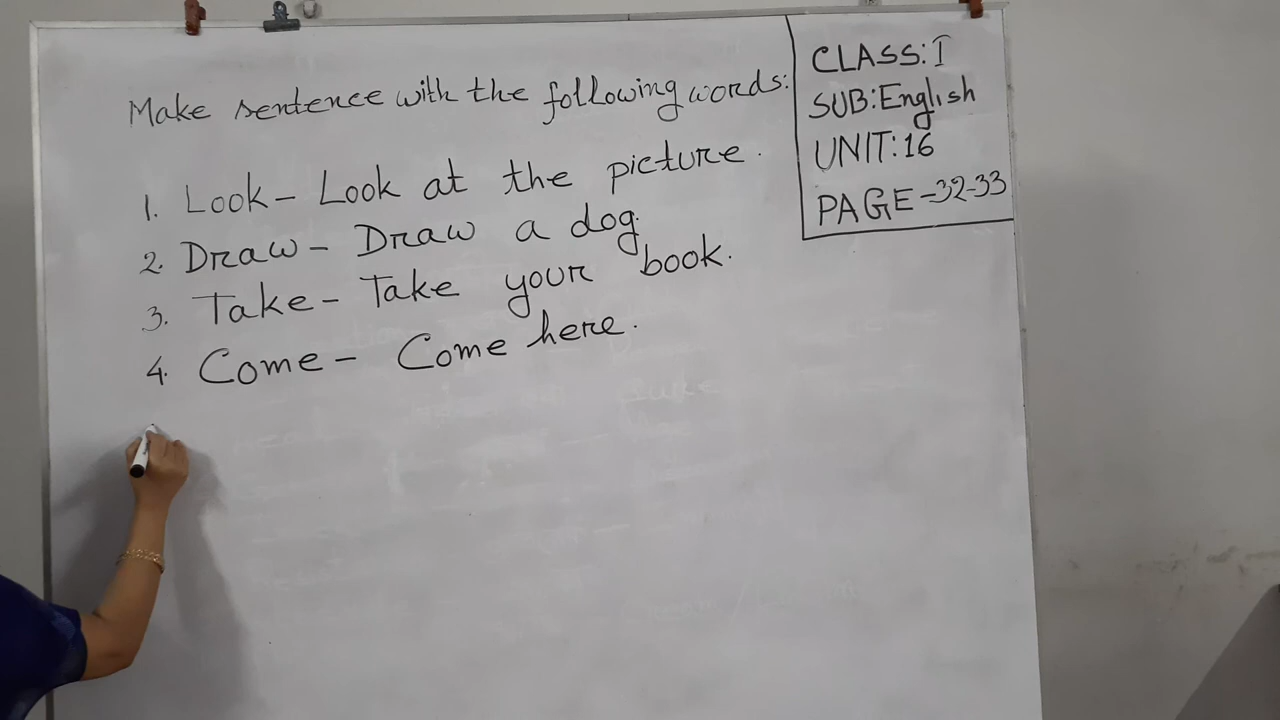 Make sentence with the following words:
1. Look - Look at the picture.
2. Draw - Draw a dog.
3. Take - Take your book.
4. Come - Come here.
CLASS: I
SUB: English
UNIT: 16
PAGE - 32-33